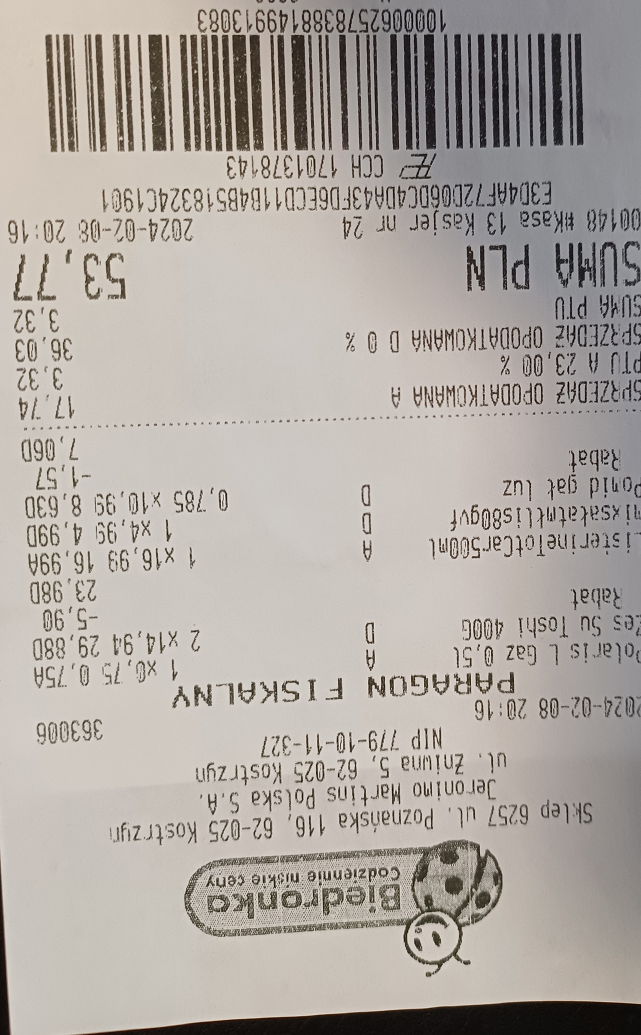 Biedronka
Codziennie niskie ceny
Sklep 6257 ul. Poznańska 116, 62-025 Kostrzyn
Jeronimo Martins Polska S.A.
ul. Żniwna 5, 62-025 Kostrzyn
NIP 779-10-11-327
2024-02-08 20:16 363006
PARAGON FISKALNY
Polaris L Gaz 0,5l A 1 x0,75 0,75A
Zes Su Toshi 400G D 2 x14,94 29,88D
Rabat -5,90
23,98D
ListerineTotCar500ml A 1 x16,99 16,99A
mixsatatmtlis80gvf D 1 x4,99 4,99D
Pomid gał luz D 0,785 x10,99 8,63D
Rabat -1,57
7,06D
SPRZEDAŻ OPODATKOWANA A 17,74
PTU A 23,00 % 3,32
SPRZEDAŻ OPODATKOWANA D 0 % 36,03
SUMA PTU 3,32
SUMA PLN 53,77
00148 #Kasa 13 Kasjer nr 24 2024-02-08 20:16
E3D4AF72D06DC4DA43FD6ECD11B4B518324C1901
CCH 1701378143
1000062578388149913083